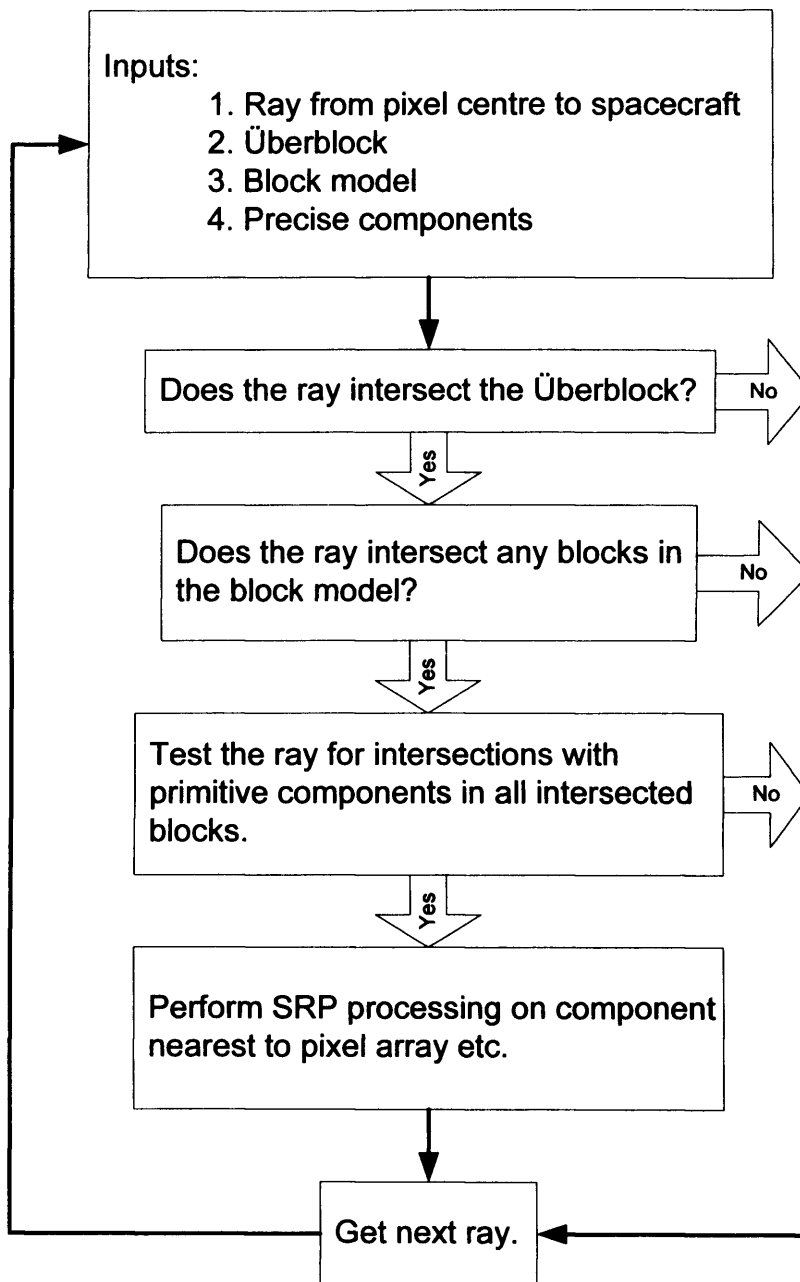 Inputs:
1. Ray from pixel centre to spacecraft
2. Überblock
3. Block model
4. Precise components
Does the ray intersect the Überblock?
No
Yes
Does the ray intersect any blocks in
the block model?
No
Yes
Test the ray for intersections with
primitive components in all intersected
blocks.
No
Yes
Perform SRP processing on component
nearest to pixel array etc.
Get next ray.